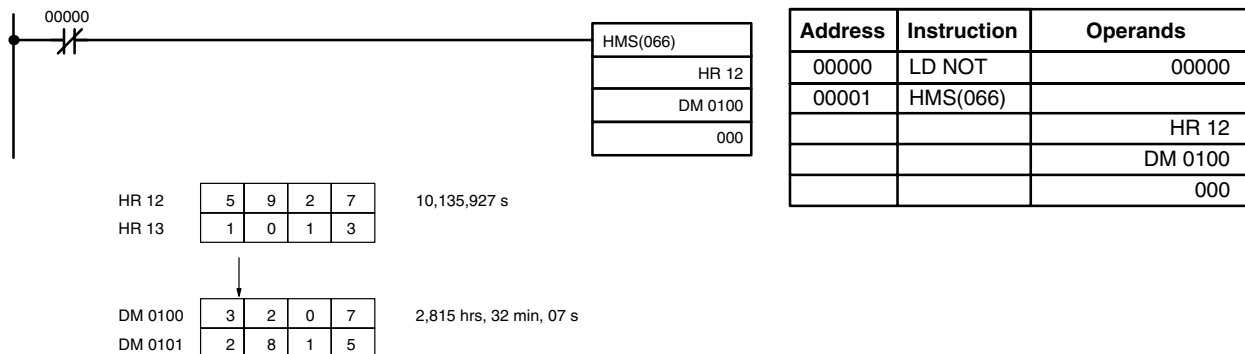 00000
HMS(066)
HR 12
DM 0100
000
Address Instruction Operands
00000 LD NOT 00000
00001 HMS(066)
HR 12
DM 0100
000
HR 12 5 9 2 7 10,135,927 s
HR 13 1 0 1 3
DM 0100 3 2 0 7 2,815 hrs, 32 min, 07 s
DM 0101 2 8 1 5